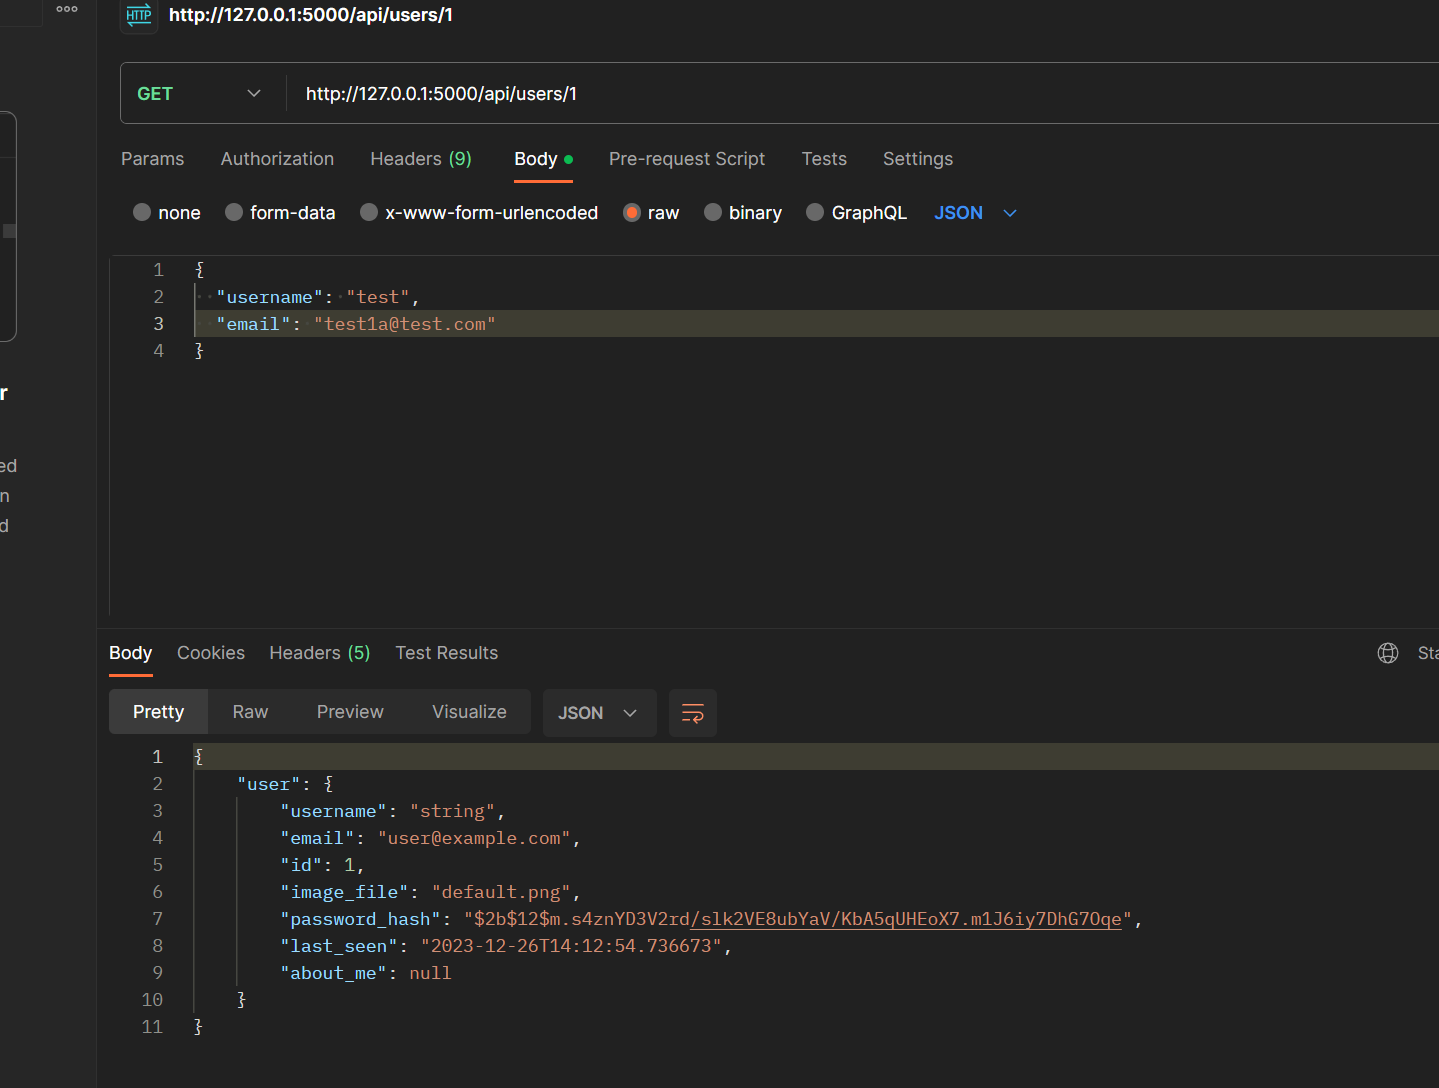 http://127.0.0.1:5000/api/users/1
GET http://127.0.0.1:5000/api/users/1
Params Authorization Headers (9) Body Pre-request Script Tests Settings
none form-data x-www-form-urlencoded raw binary GraphQL JSON
1 {
2 "username": "test",
3 "email": "test1a@test.com"
4 }
r
ed
n
d
Body Cookies Headers (5) Test Results Sta
Pretty Raw Preview Visualize JSON
1 {
2 "user": {
3 "username": "string",
4 "email": "user@example.com",
5 "id": 1,
6 "image_file": "default.png",
7 "password_hash": "$2b$12$m.s4znYD3V2rd/slk2VE8ubYaV/KbA5qUHEoX7.m1J6iy7DhG7Oqe",
8 "last_seen": "2023-12-26T14:12:54.736673",
9 "about_me": null
10 }
11 }